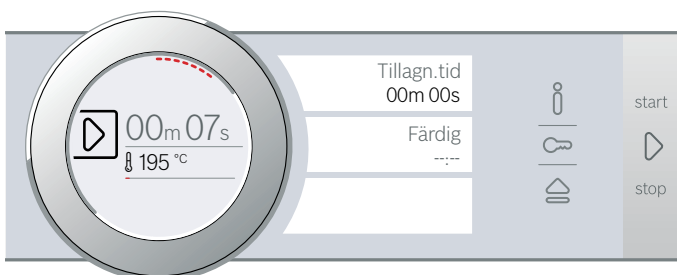 00m 07s
195 °C
Tillagn.tid
00m 00s
Färdig
--:--
start
stop